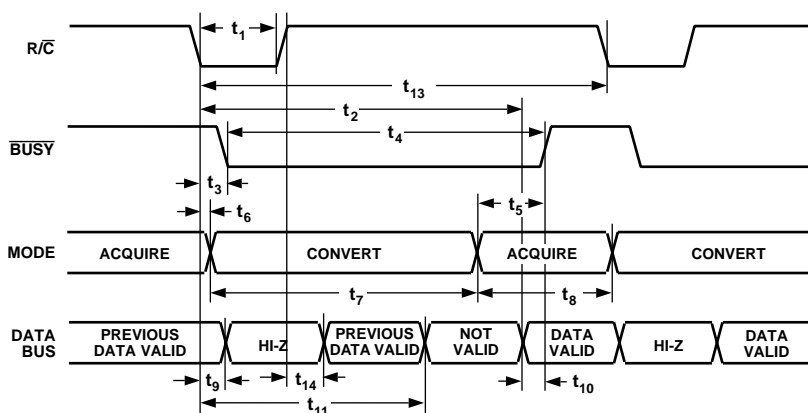 R/C̅
t1
t13
t2
B̅U̅S̅Y̅
t4
t3
t6
t5
MODE
ACQUIRE
CONVERT
ACQUIRE
CONVERT
t7
t8
DATA
BUS
PREVIOUS
DATA VALID
HI-Z
PREVIOUS
DATA VALID
NOT
VALID
DATA
VALID
HI-Z
DATA
VALID
t9
t14
t10
t11